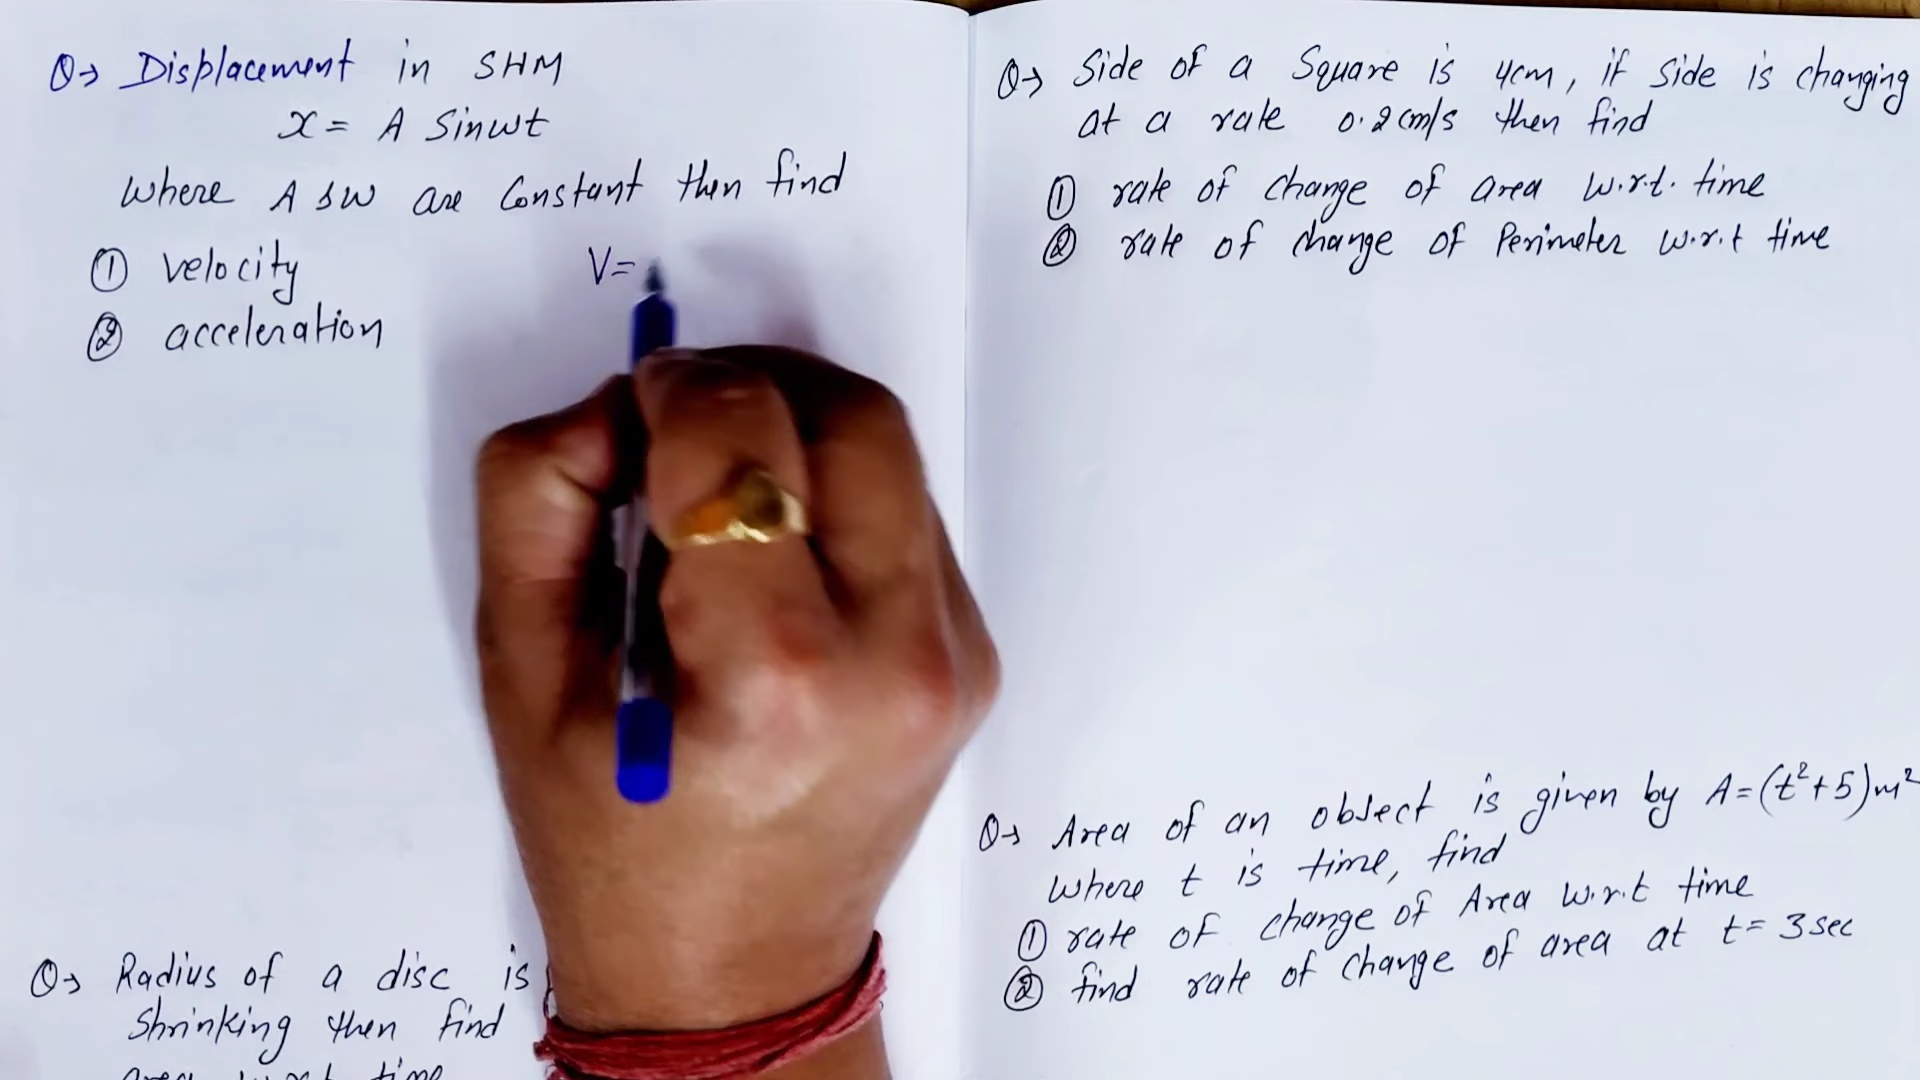 Q→ Displacement in SHM
x = A Sinwt
Where A & W are Constant then find
① velocity
V=
② acceleration
Q→ Radius of a disc is
Shrinking then find
area w.r.t time
Q→ Side of a Square is 4cm, if side is changing
at a rate 0.2cm/s then find
① rate of change of area w.r.t. time
② rate of change of Perimeter w.r.t time
Q→ Area of an object is given by A=(t²+5)m²
Where t is time, find
① rate of change of Area w.r.t time
② find rate of change of area at t= 3sec